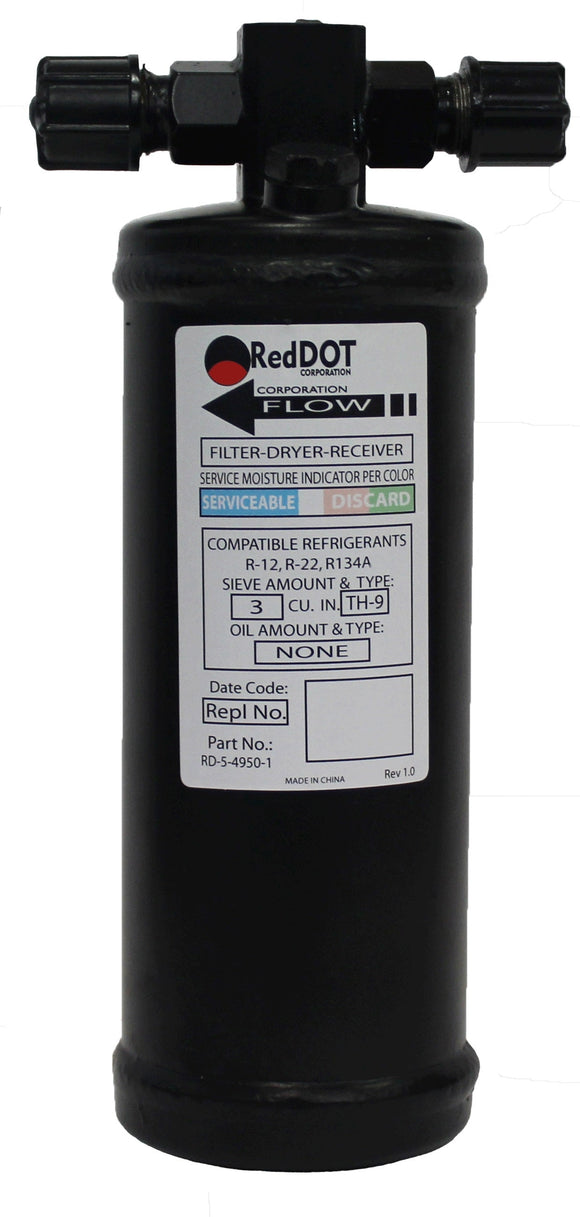 RedDOT
CORPORATION
CORPORATION
FLOW
FILTER-DRYER-RECEIVER
SERVICE MOISTURE INDICATOR PER COLOR
SERVICEABLE DISCARD
COMPATIBLE REFRIGERANTS
R-12, R-22, R134A
SIEVE AMOUNT & TYPE:
3 CU. IN. TH-9
OIL AMOUNT & TYPE:
NONE
Date Code:
Repl No.
Part No.:
RD-5-4950-1
MADE IN CHINA Rev 1.0